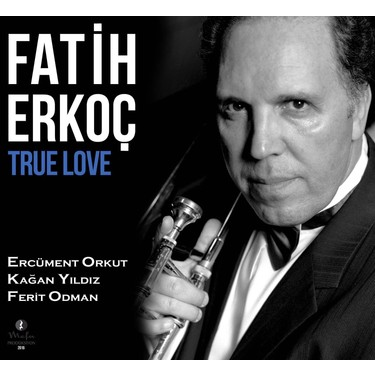 FATİH
ERKOÇ
TRUE LOVE
ERCÜMENT ORKUT
KAĞAN YILDIZ
FERİT ODMAN